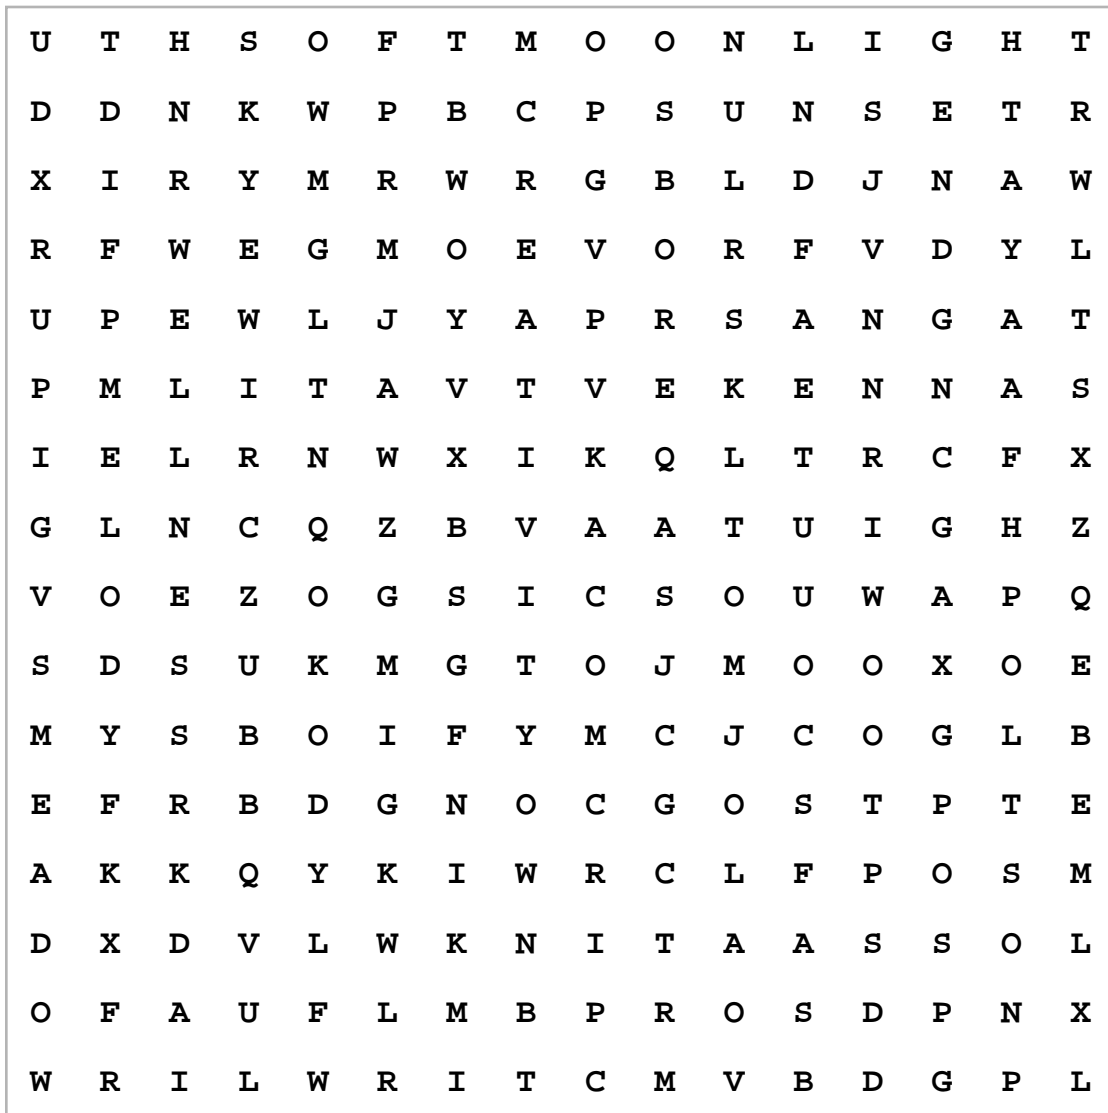 U T H S O F T M O O N L I G H T
D D N K W P B C P S U N S E T R
X I R Y M R W R G B L D J N A W
R F W E G M O E V O R F V D Y L
U P E W L J Y A P R S A N G A T
P M L I T A V T V E K E N N A S
I E L R N W X I K Q L T R C F X
G L N C Q Z B V A A T U I G H Z
V O E Z O G S I C S O U W A P Q
S D S U K M G T O J M O O X O E
M Y S B O I F Y M C J C O G L B
E F R B D G N O C G O S T P T E
A K K Q Y K I W R C L F P O S M
D X D V L W K N I T A A S S O L
O F A U F L M B P R O S D P N X
W R I L W R I T C M V B D G P L